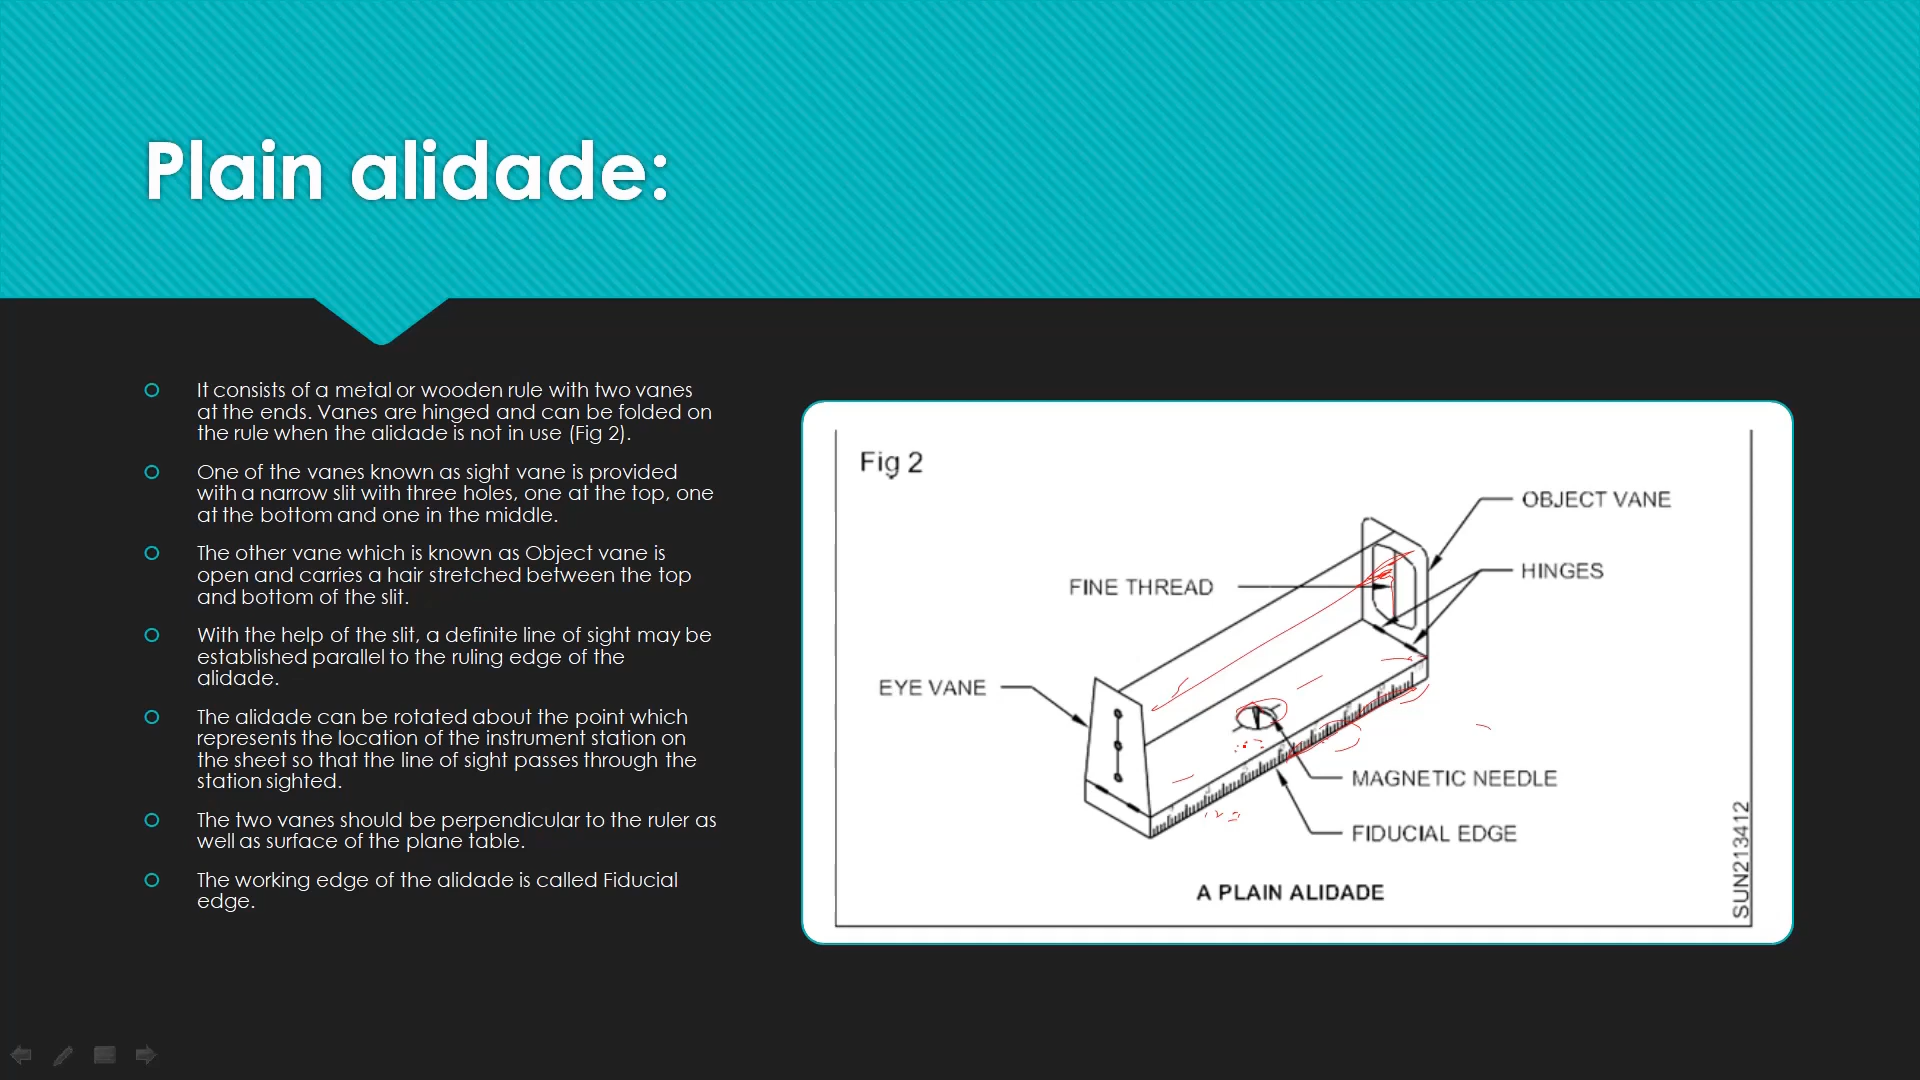 Plain alidade:
It consists of a metal or wooden rule with two vanes
at the ends. Vanes are hinged and can be folded on
the rule when the alidade is not in use (Fig 2).
One of the vanes known as sight vane is provided
with a narrow slit with three holes, one at the top, one
at the bottom and one in the middle.
The other vane which is known as Object vane is
open and carries a hair stretched between the top
and bottom of the slit.
With the help of the slit, a definite line of sight may be
established parallel to the ruling edge of the
alidade.
The alidade can be rotated about the point which
represents the location of the instrument station on
the sheet so that the line of sight passes through the
station sighted.
The two vanes should be perpendicular to the ruler as
well as surface of the plane table.
The working edge of the alidade is called Fiducial
edge.
Fig 2
OBJECT VANE
HINGES
FINE THREAD
EYE VANE
MAGNETIC NEEDLE
FIDUCIAL EDGE
A PLAIN ALIDADE
SUN213412